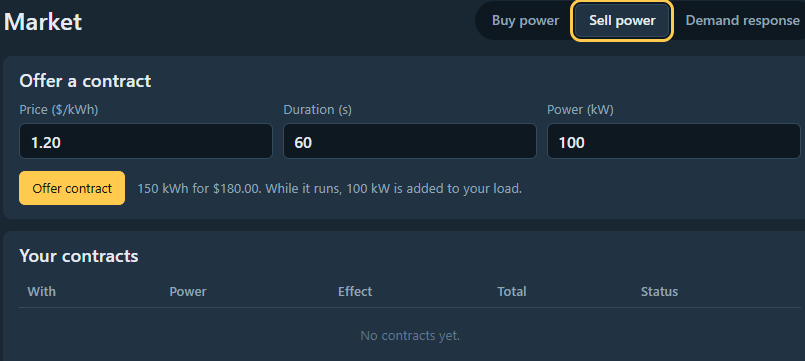 Market
Buy power Sell power Demand response
Offer a contract
Price ($/kWh) Duration (s) Power (kW)
1.20 60 100
Offer contract 150 kWh for $180.00. While it runs, 100 kW is added to your load.
Your contracts
With Power Effect Total Status
No contracts yet.